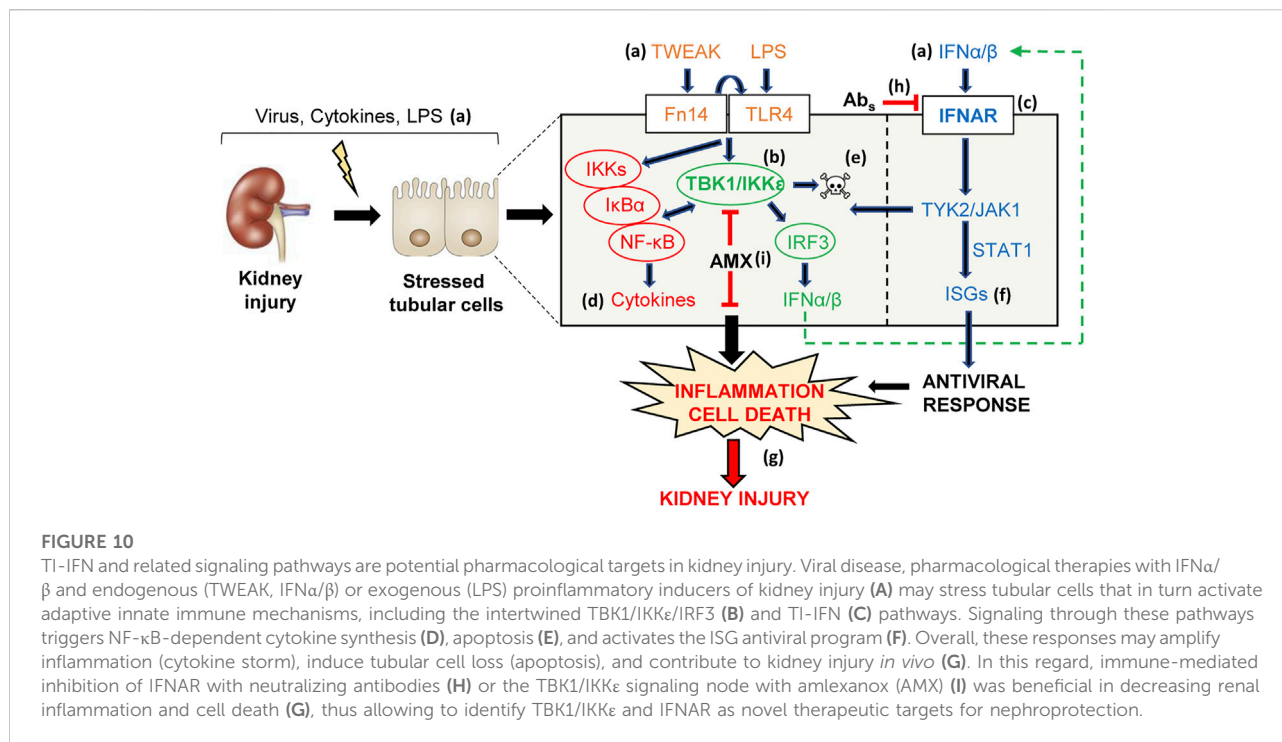 (a) TWEAK LPS (a) IFNα/β
(h)
Virus, Cytokines, LPS (a)
Fn14 TLR4 Abs IFNAR (c)
IKKs (b) (e)
TBK1/IKKε
IκBα TYK2/JAK1
NF-κB IRF3
AMX (i) STAT1
Kidney
injury
Stressed
tubular cells
(d) Cytokines IFNα/β ISGs (f)
INFLAMMATION
CELL DEATH
ANTIVIRAL
RESPONSE
(g)
KIDNEY INJURY
FIGURE 10
TI-IFN and related signaling pathways are potential pharmacological targets in kidney injury. Viral disease, pharmacological therapies with IFNα/
β and endogenous (TWEAK, IFNα/β) or exogenous (LPS) proinflammatory inducers of kidney injury (A) may stress tubular cells that in turn activate
adaptive innate immune mechanisms, including the intertwined TBK1/IKKε/IRF3 (B) and TI-IFN (C) pathways. Signaling through these pathways
triggers NF-κB-dependent cytokine synthesis (D), apoptosis (E), and activates the ISG antiviral program (F). Overall, these responses may amplify
inflammation (cytokine storm), induce tubular cell loss (apoptosis), and contribute to kidney injury in vivo (G). In this regard, immune-mediated
inhibition of IFNAR with neutralizing antibodies (H) or the TBK1/IKKε signaling node with amlexanox (AMX) (I) was beneficial in decreasing renal
inflammation and cell death (G), thus allowing to identify TBK1/IKKε and IFNAR as novel therapeutic targets for nephroprotection.